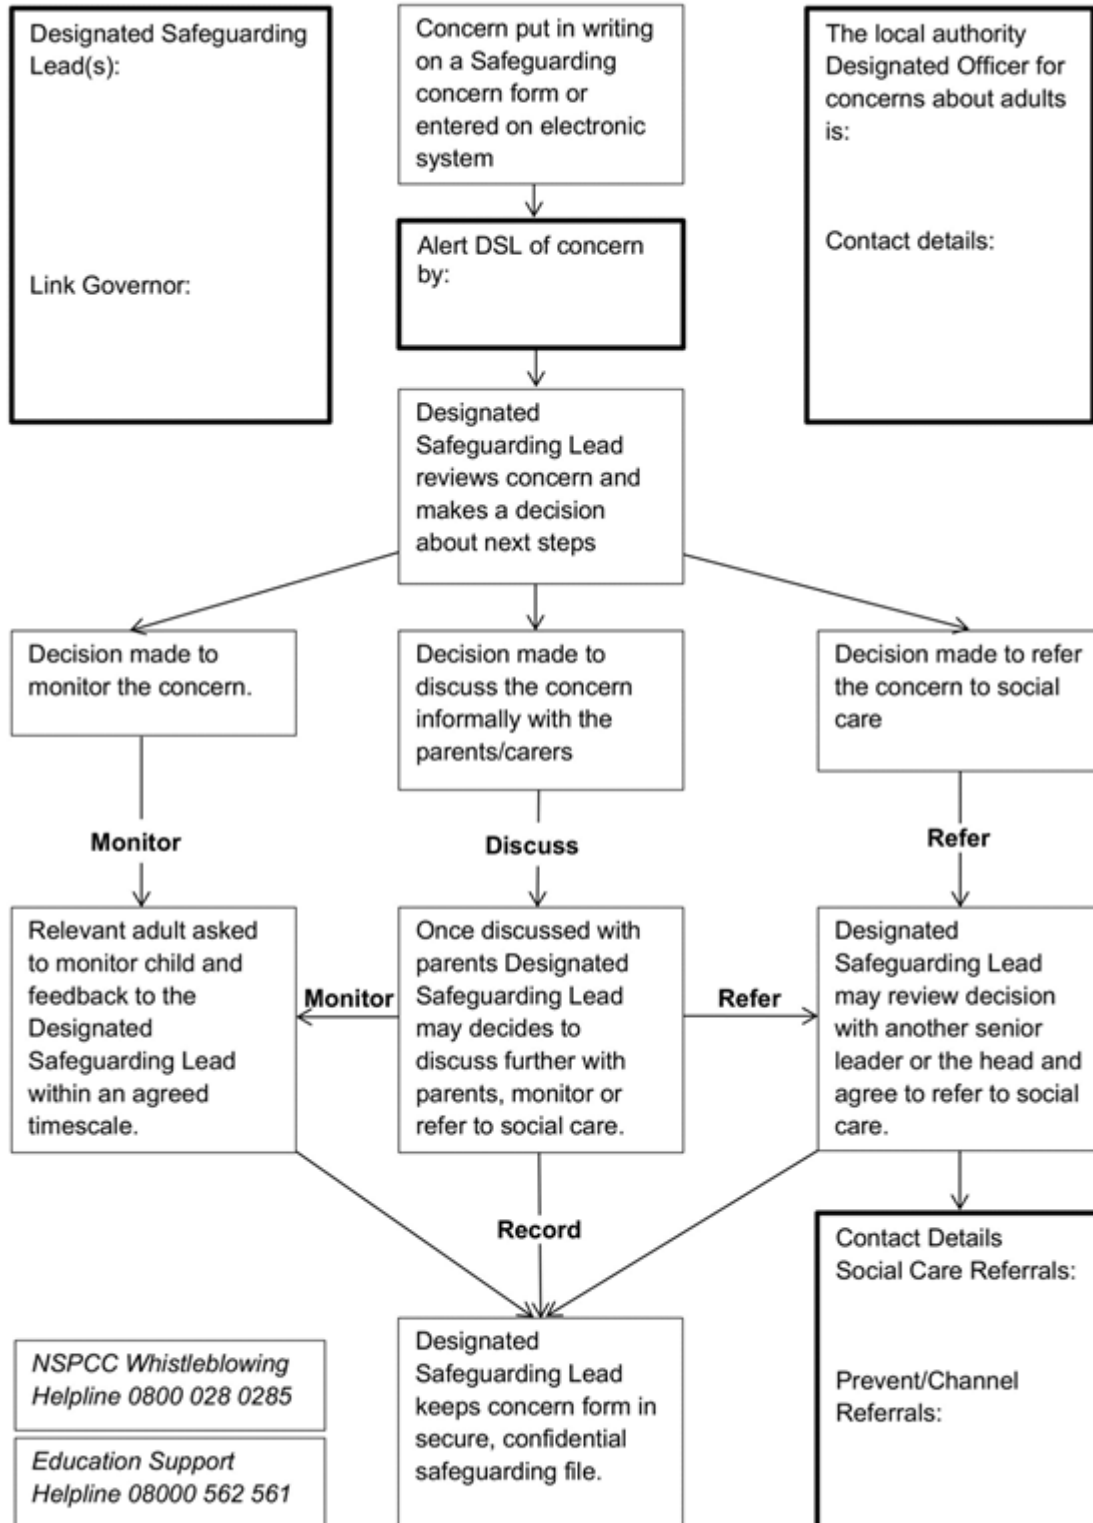 Designated Safeguarding
Lead(s):
Link Governor:
Concern put in writing
on a Safeguarding
concern form or
entered on electronic
system
The local authority
Designated Officer for
concerns about adults
is:
Contact details:
Alert DSL of concern
by:
Designated
Safeguarding Lead
reviews concern and
makes a decision
about next steps
Decision made to
monitor the concern.
Decision made to
discuss the concern
informally with the
parents/carers
Decision made to refer
the concern to social
care
Monitor
Discuss
Refer
Relevant adult asked
to monitor child and
feedback to the
Designated
Safeguarding Lead
within an agreed
timescale.
Monitor
Once discussed with
parents Designated
Safeguarding Lead
may decides to
discuss further with
parents, monitor or
refer to social care.
Refer
Designated
Safeguarding Lead
may review decision
with another senior
leader or the head and
agree to refer to social
care.
Record
Contact Details
Social Care Referrals:
Prevent/Channel
Referrals:
Designated
Safeguarding Lead
keeps concern form in
secure, confidential
safeguarding file.
NSPCC Whistleblowing
Helpline 0800 028 0285
Education Support
Helpline 08000 562 561